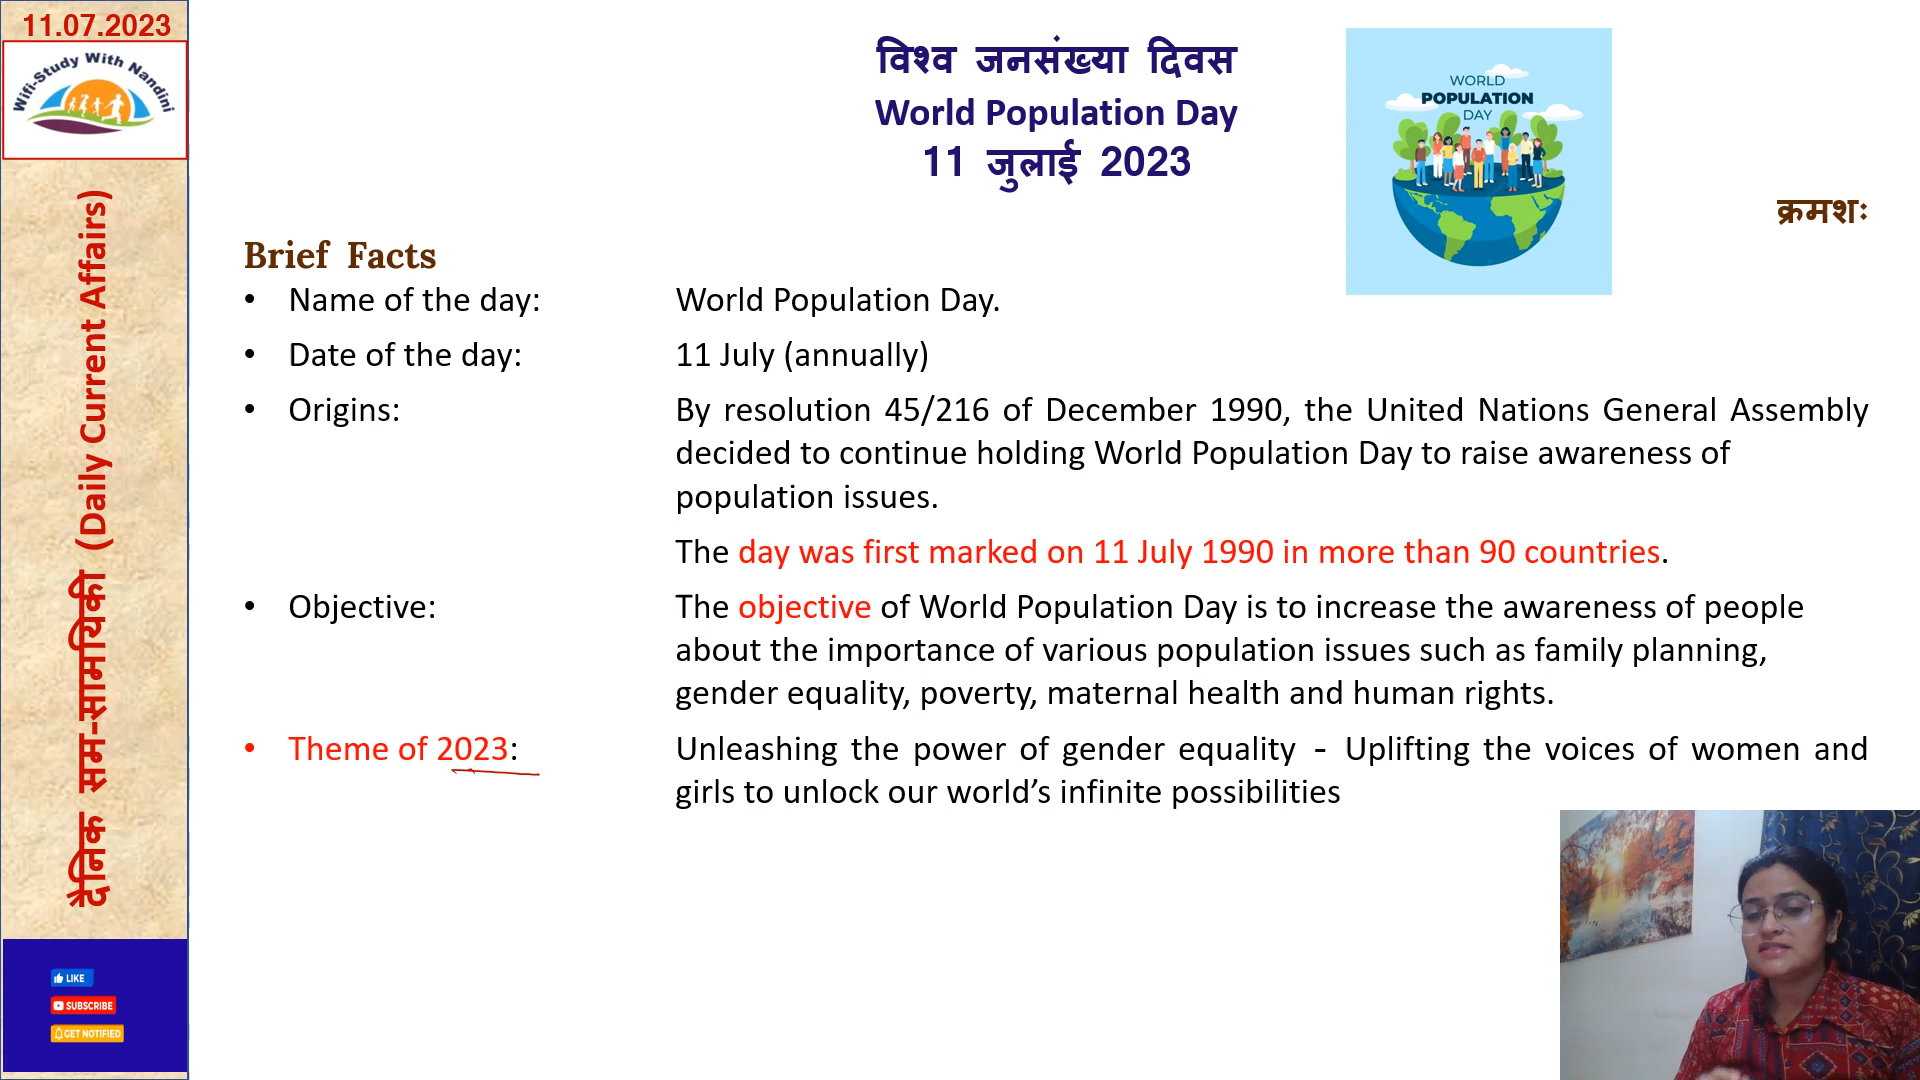 11.07.2023
Wifi-Study With Nandini
दैनिक सम-सामयिकी (Daily Current Affairs)
LIKE
SUBSCRIBE
GET NOTIFIED
विश्व जनसंख्या दिवस
World Population Day
11 जुलाई 2023
WORLD
POPULATION
DAY
क्रमशः
Brief Facts
• Name of the day: World Population Day.
• Date of the day: 11 July (annually)
• Origins: By resolution 45/216 of December 1990, the United Nations General Assembly
decided to continue holding World Population Day to raise awareness of
population issues.
The day was first marked on 11 July 1990 in more than 90 countries.
• Objective: The objective of World Population Day is to increase the awareness of people
about the importance of various population issues such as family planning,
gender equality, poverty, maternal health and human rights.
• Theme of 2023: Unleashing the power of gender equality - Uplifting the voices of women and
girls to unlock our world’s infinite possibilities